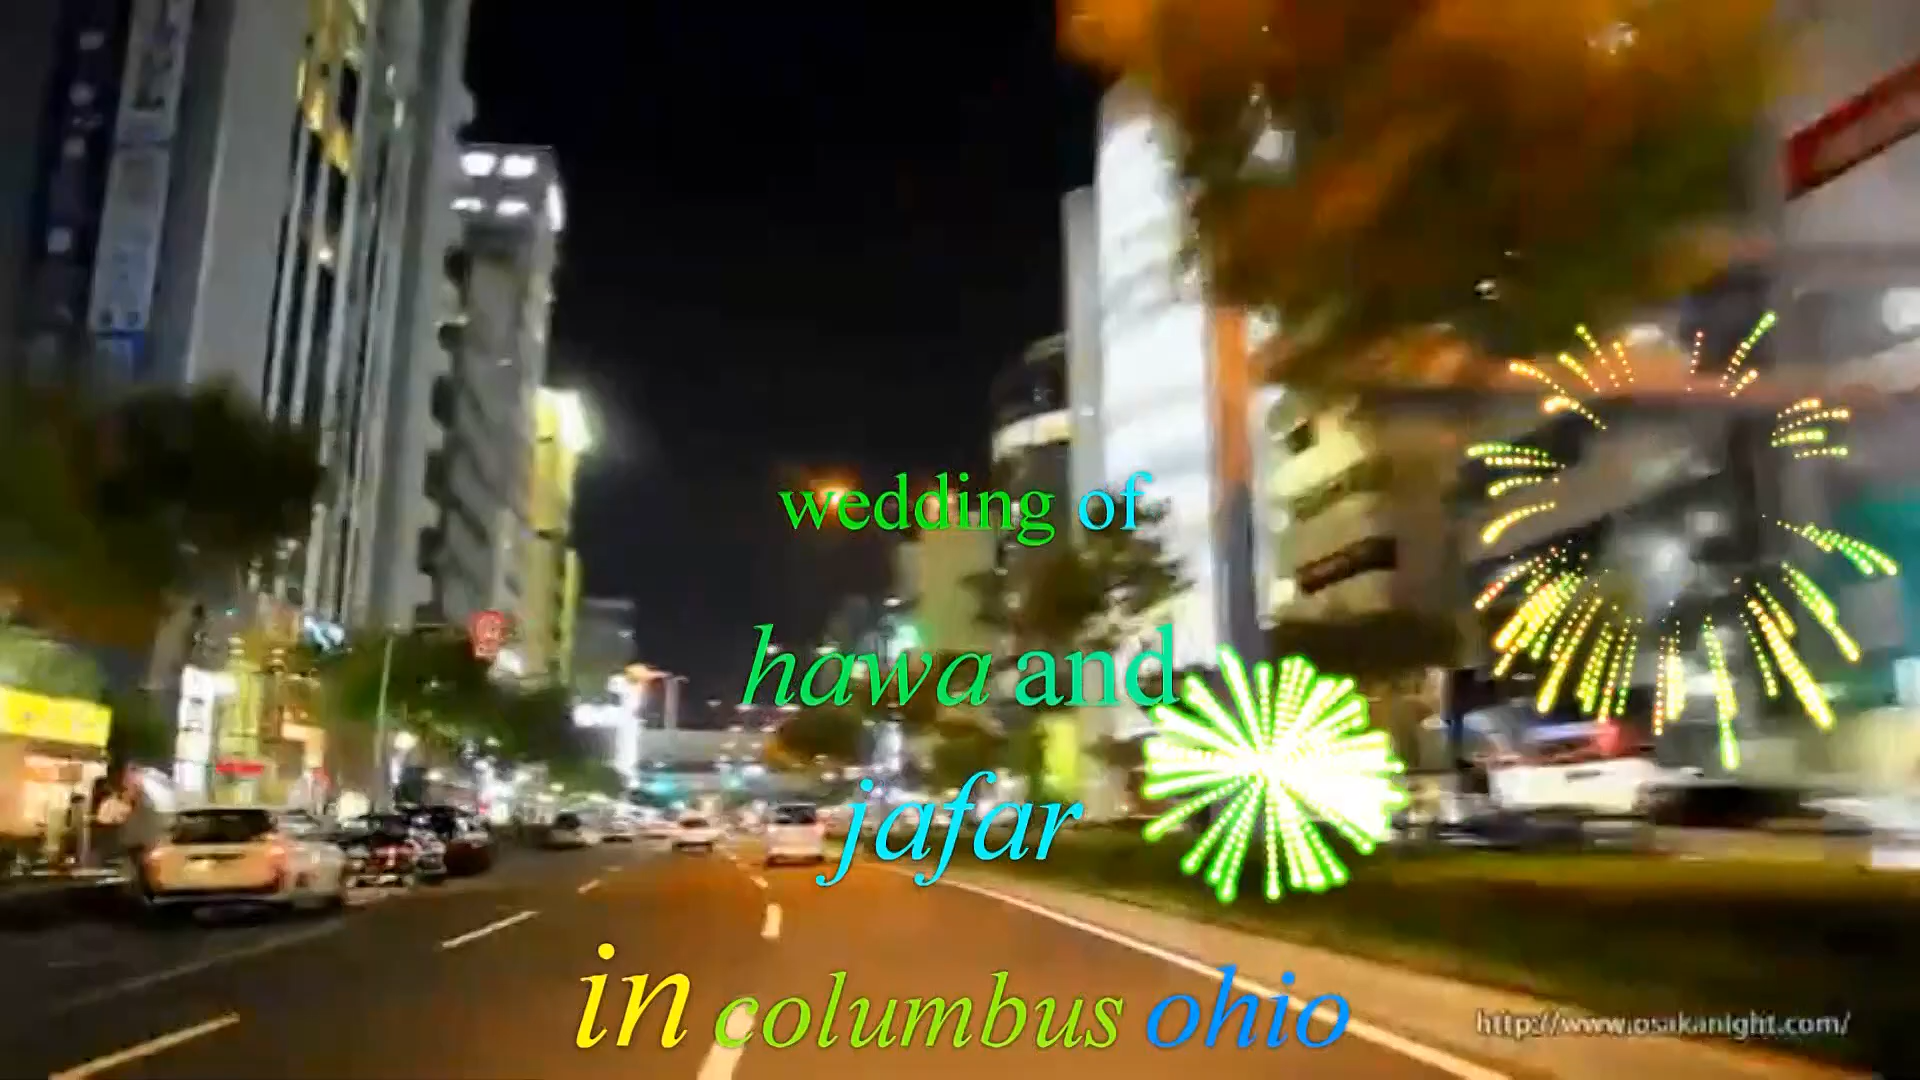 wedding of
hawa and
jafar
in columbus ohio
http://www.osakanight.com/